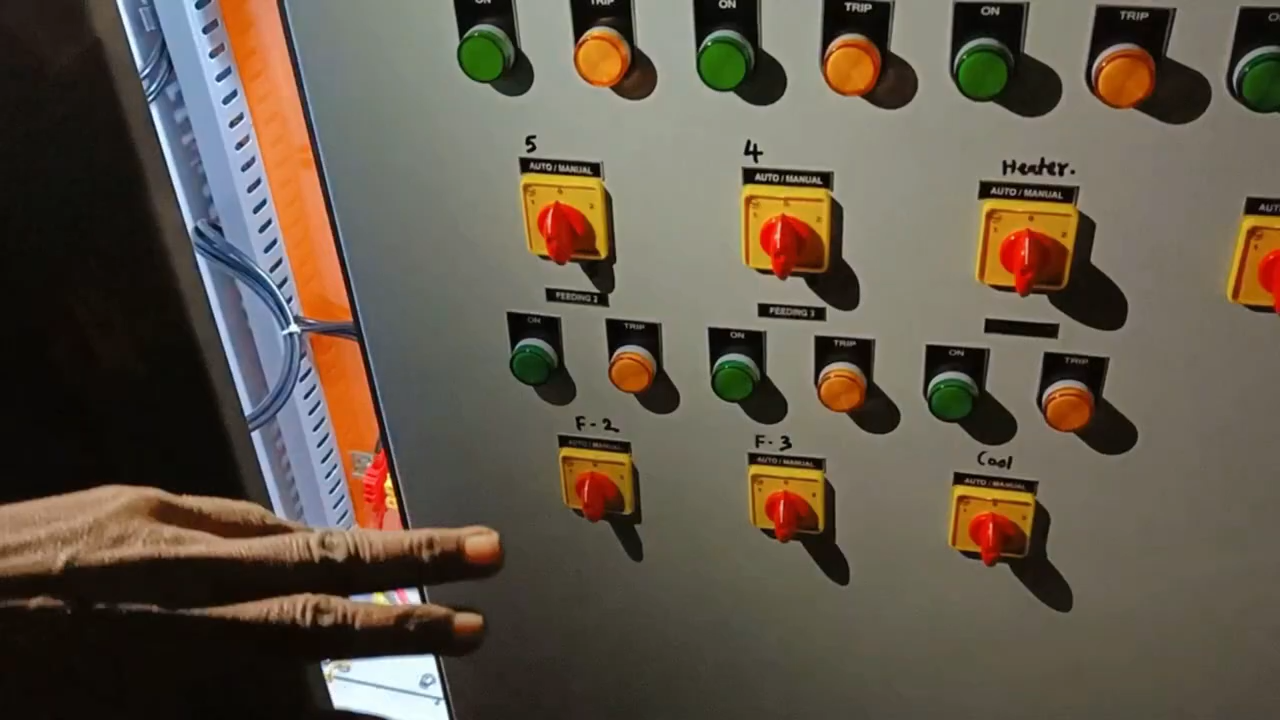 ON TRIP ON TRIP ON TRIP
5 4 Heater.
AUTO / MANUAL AUTO / MANUAL AUTO / MANUAL
FEEDING 2 FEEDING 3
ON TRIP ON TRIP ON TRIP
F-2 F-3 Cool
AUTO / MANUAL AUTO / MANUAL AUTO / MANUAL